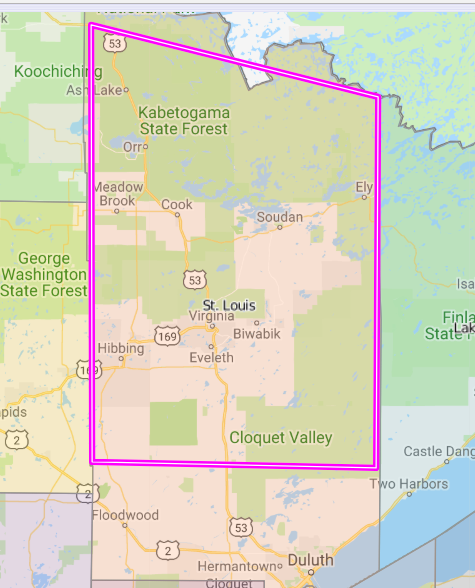 National Park
53
Koochiching
Ash Lake
Kabetogama
State Forest
Orr
Meadow
Brook
Ely
Cook
Soudan
George
Washington
State Forest
53
Isa
St. Louis
Virginia
Finla
State F
Lak
169
Biwabik
Hibbing
Eveleth
169
apids
2
Cloquet Valley
Castle Dang
Two Harbors
2
Floodwood
53
2
Hermantown
Duluth
Cloquet